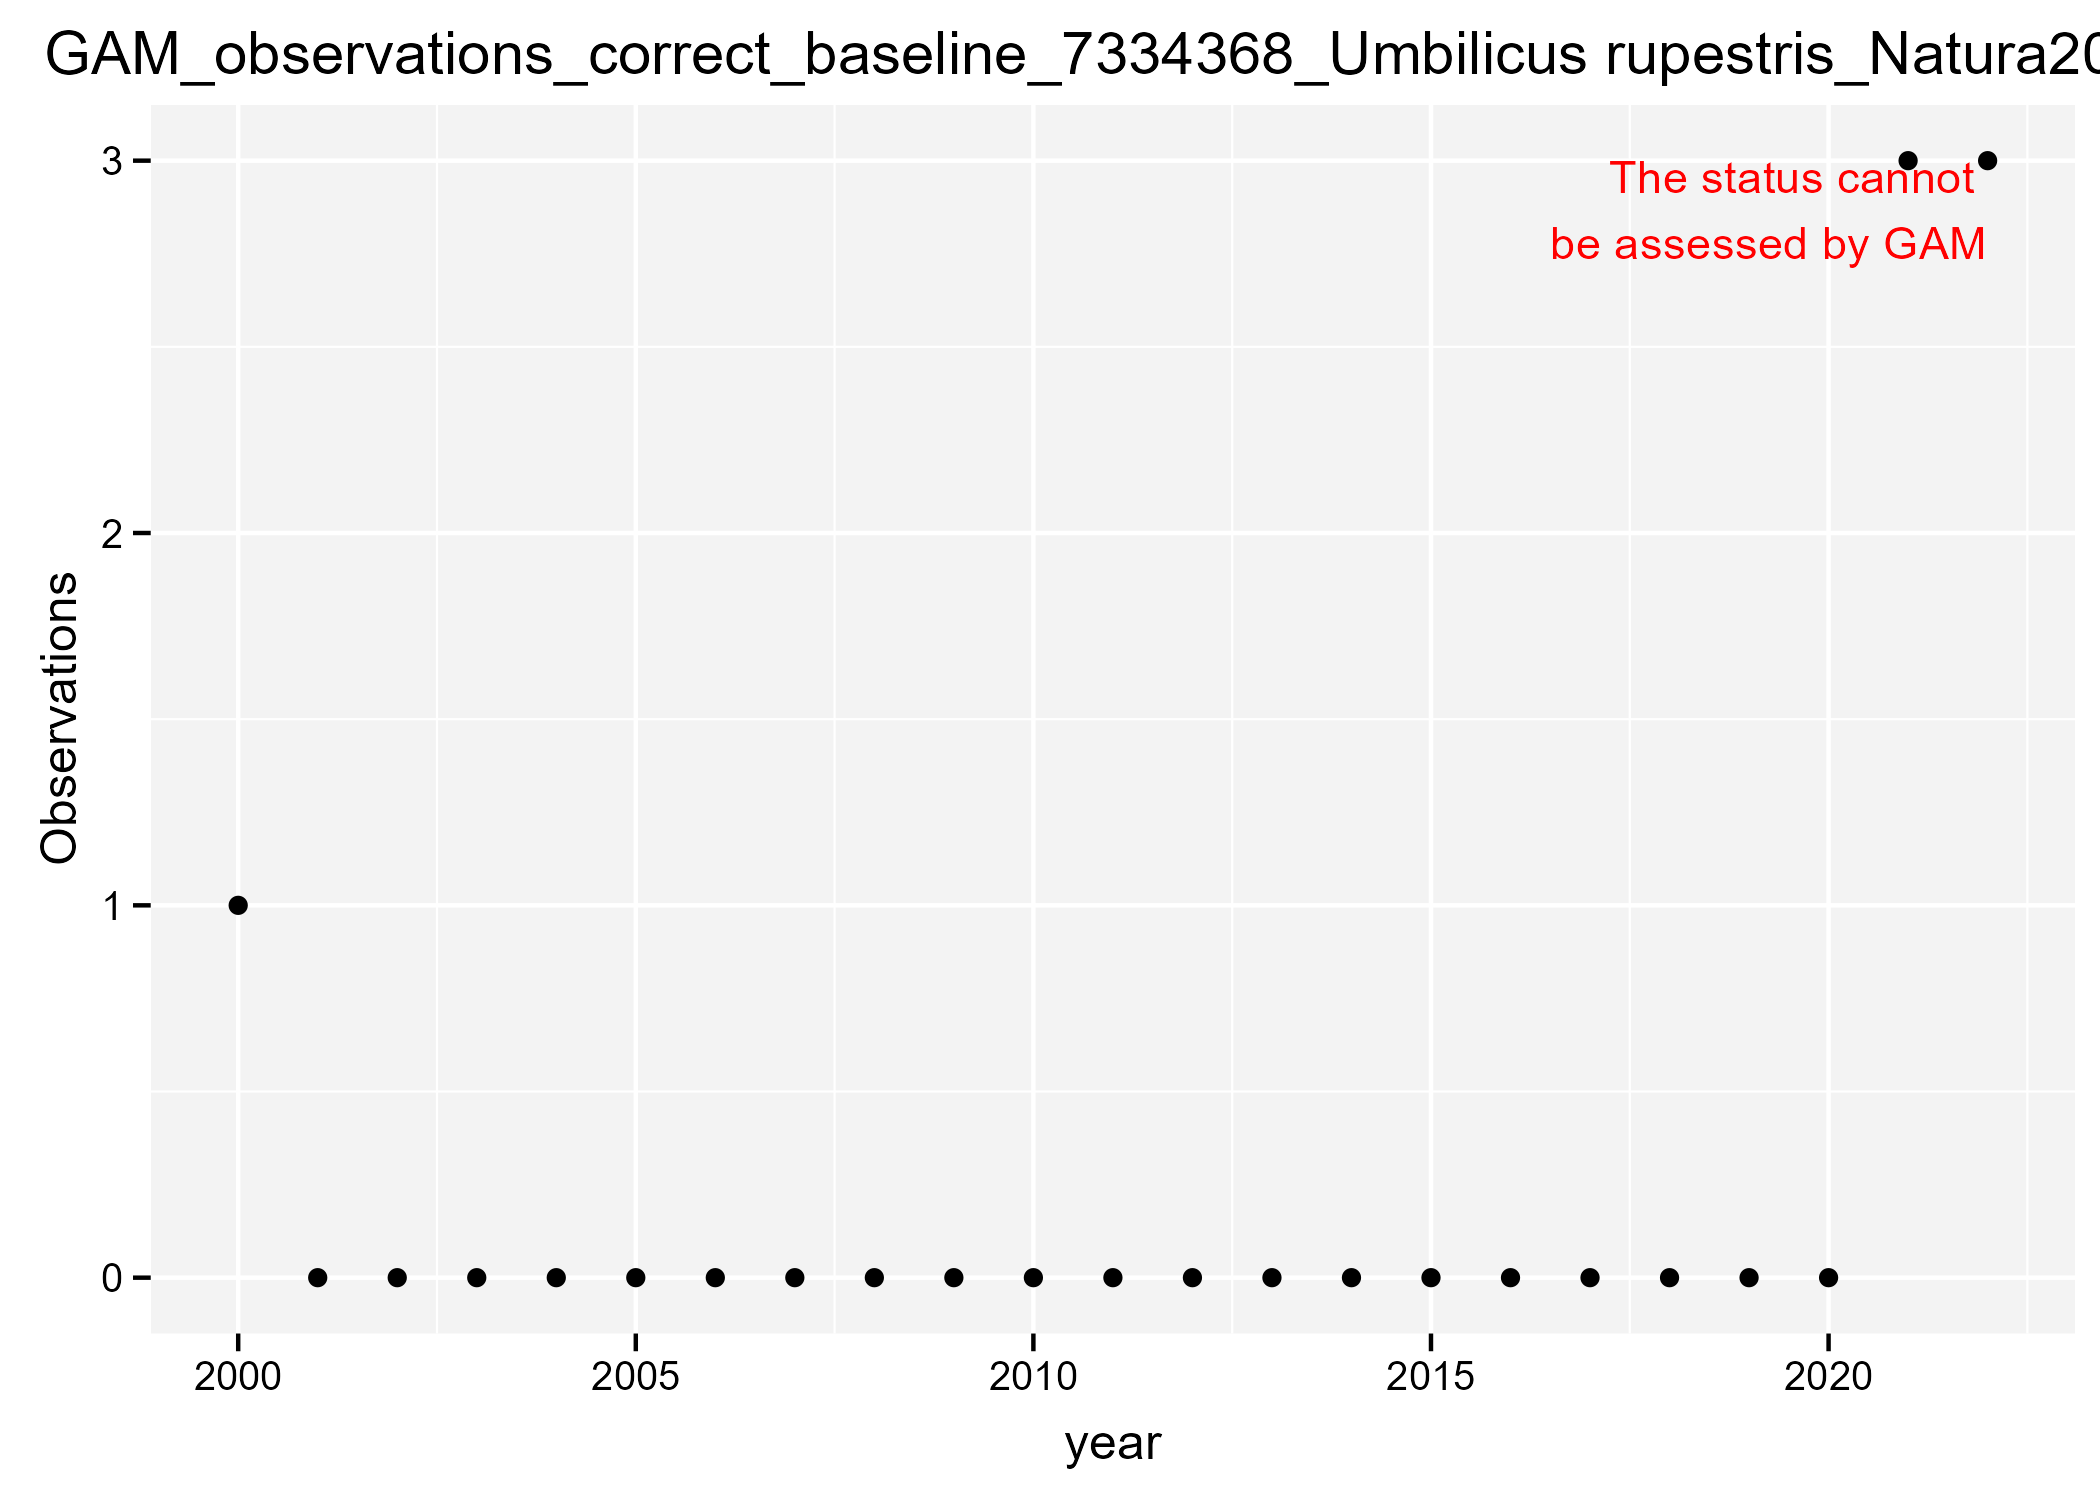 GAM_observations_correct_baseline_7334368_Umbilicus rupestris_Natura20
3
The status cannot
be assessed by GAM
2
Observations
1
0
2000 2005 2010 2015 2020
year